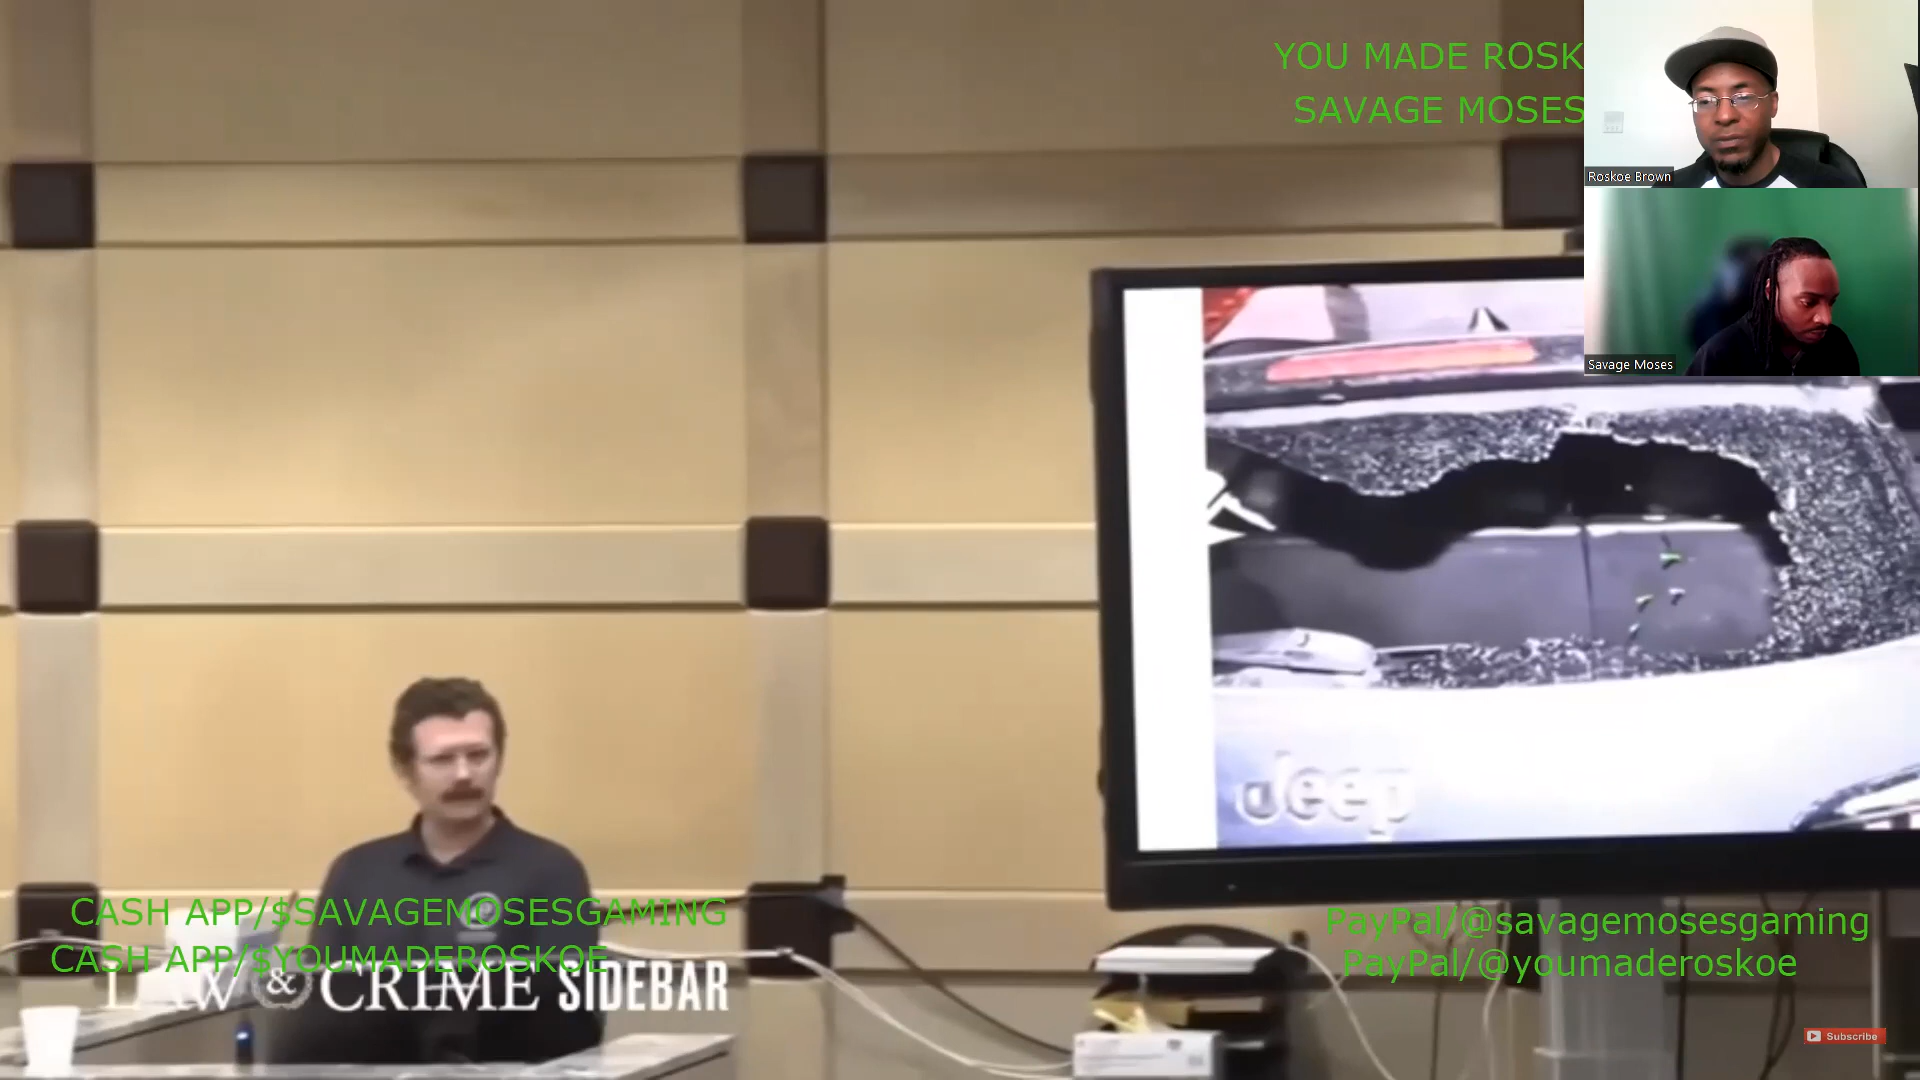 YOU MADE ROSK
SAVAGE MOSES
Roskoe Brown
Savage Moses
Jeep
CASH APP/$SAVAGEMOSESGAMING
CASH APP/$YOUMADEROSKOE
LAW & CRIME SIDEBAR
PayPal/@savagemosesgaming
PayPal/@youmaderoskoe
Subscribe